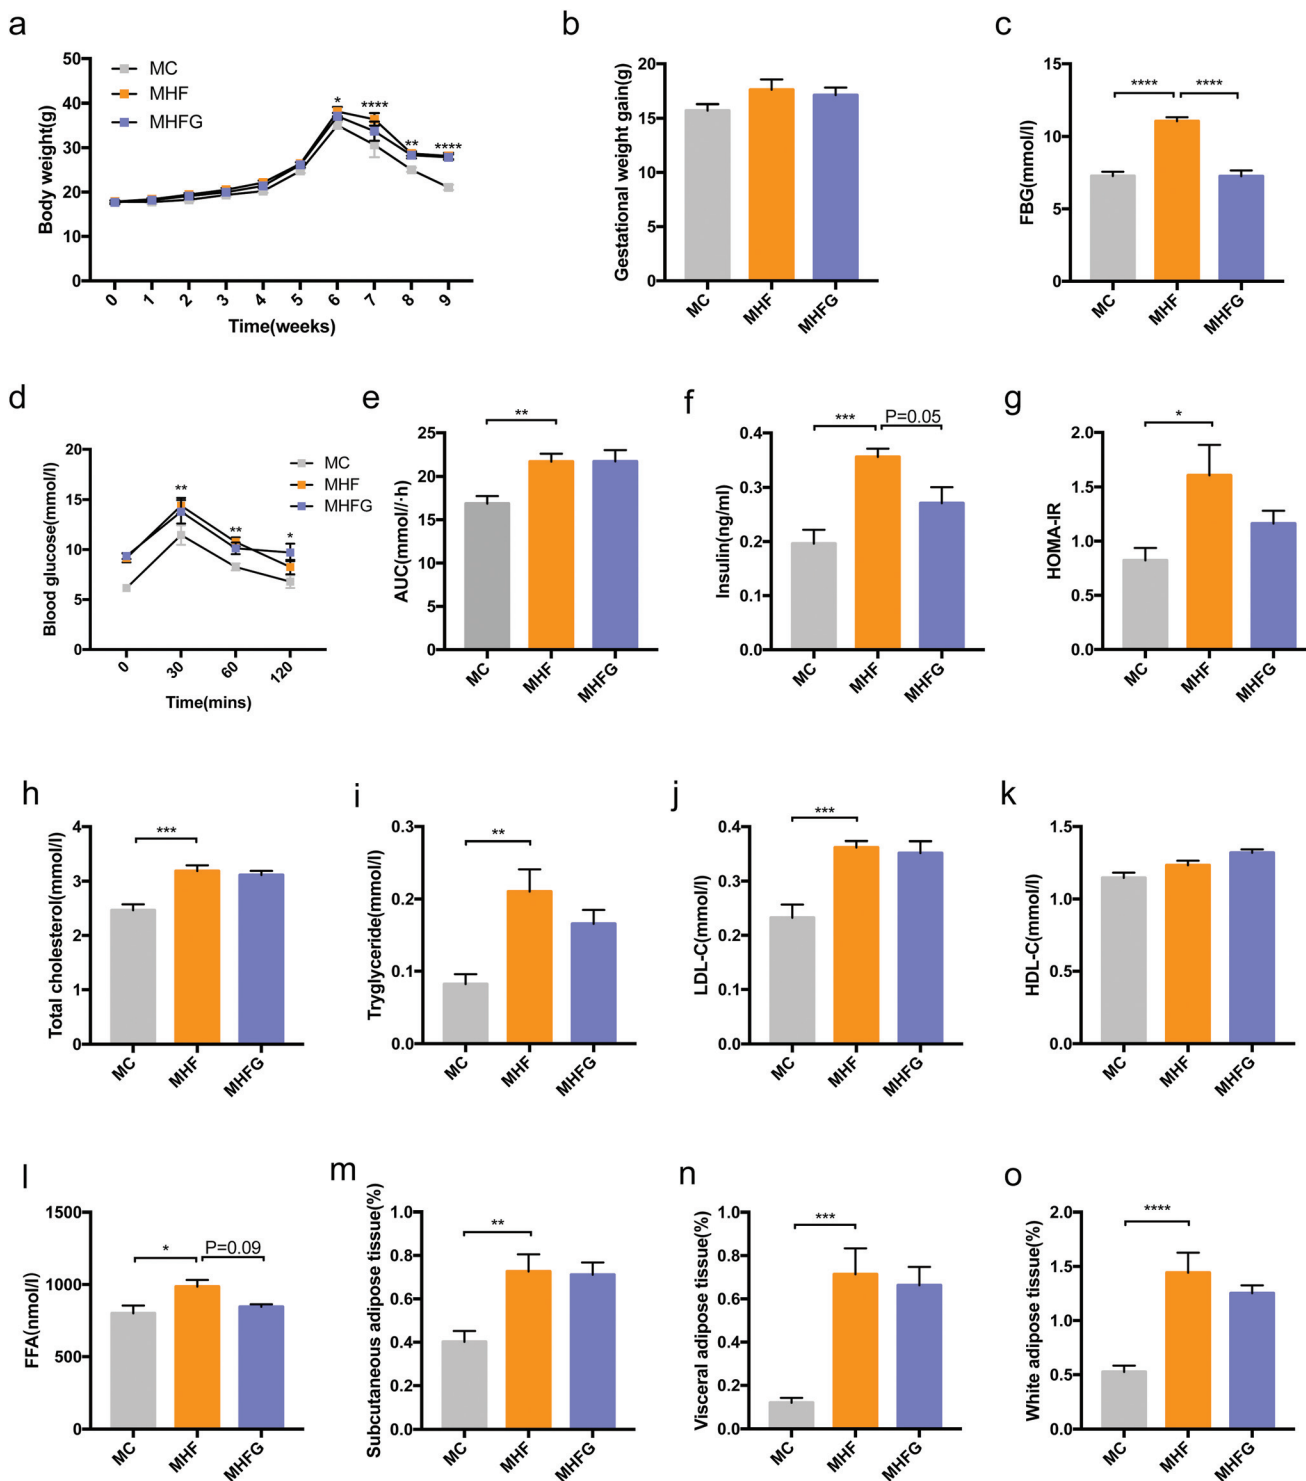 a
Body weight(g)
50
40
30
20
10
0
MC
MHF
MHFG
*
****
**
****
0 1 2 3 4 5 6 7 8 9
Time(weeks)
b
Gestational weight gain(g)
20
15
10
5
0
MC MHF MHFG
c
FBG(mmol/l)
15
10
5
0
**** ****
MC MHF MHFG
d
Blood glucose(mmol/l)
20
15
10
5
0
MC
MHF
MHFG
**
**
*
0 30 60 120
Time(mins)
e
AUC(mmol//·h)
25
20
15
10
5
0
**
MC MHF MHFG
f
Insulin(ng/ml)
0.4
0.3
0.2
0.1
0.0
*** P=0.05
MC MHF MHFG
g
HOMA-IR
2.0
1.5
1.0
0.5
0.0
*
MC MHF MHFG
h
Total cholesterol(mmol/l)
4
3
2
1
0
***
MC MHF MHFG
i
Tryglyceride(mmol/l)
0.3
0.2
0.1
0.0
**
MC MHF MHFG
j
LDL-C(mmol/l)
0.4
0.3
0.2
0.1
0.0
***
MC MHF MHFG
k
HDL-C(mmol/l)
1.5
1.0
0.5
0.0
MC MHF MHFG
l
FFA(nmol/l)
1500
1000
500
0
* P=0.09
MC MHF MHFG
m
Subcutaneous adipose tissue(%)
1.0
0.8
0.6
0.4
0.2
0.0
**
MC MHF MHFG
n
Visceral adipose tissue(%)
1.0
0.8
0.6
0.4
0.2
0.0
***
MC MHF MHFG
o
White adipose tissue(%)
2.0
1.5
1.0
0.5
0.0
****
MC MHF MHFG